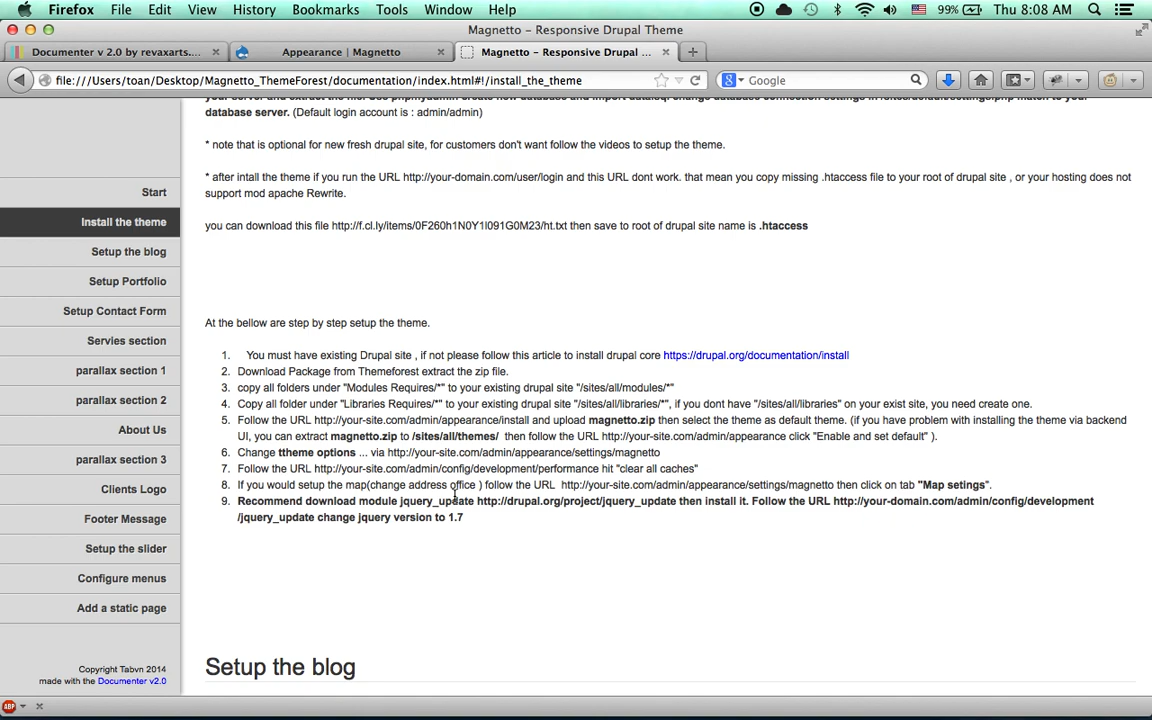 Firefox File Edit View History Bookmarks Tools Window Help 99% Thu 8:08 AM
Magnetto – Responsive Drupal Theme
Documenter v 2.0 by revaxarts.... Appearance | Magnetto Magnetto – Responsive Drupal ...
file:///Users/toan/Desktop/Magnetto_ThemeForest/documentation/index.html#!/install_the_theme Google
database server. (Default login account is : admin/admin)
* note that is optional for new fresh drupal site, for customers don't want follow the videos to setup the theme.
* after intall the theme if you run the URL http://your-domain.com/user/login and this URL dont work. that mean you copy missing .htaccess file to your root of drupal site , or your hosting does not
support mod apache Rewrite.
you can download this file http://f.cl.ly/items/0F260h1N0Y1l091G0M23/ht.txt then save to root of drupal site name is .htaccess
At the bellow are step by step setup the theme.
1. You must have existing Drupal site , if not please follow this article to install drupal core https://drupal.org/documentation/install
2. Download Package from Themeforest extract the zip file.
3. copy all folders under "Modules Requires/*" to your existing drupal site "/sites/all/modules/*"
4. Copy all folder under "Libraries Requires/*" to your existing drupal site "/sites/all/libraries/*", if you dont have "/sites/all/libraries" on your exist site, you need create one.
5. Follow the URL http://your-site.com/admin/appearance/install and upload magnetto.zip then select the theme as default theme. (if you have problem with installing the theme via backend
UI, you can extract magnetto.zip to /sites/all/themes/ then follow the URL http://your-site.com/admin/appearance click "Enable and set default" ).
6. Change ttheme options ... via http://your-site.com/admin/appearance/settings/magnetto
7. Follow the URL http://your-site.com/admin/config/development/performance hit "clear all caches"
8. If you would setup the map(change address office ) follow the URL http://your-site.com/admin/appearance/settings/magnetto then click on tab "Map setings".
9. Recommend download module jquery_update http://drupal.org/project/jquery_update then install it. Follow the URL http://your-domain.com/admin/config/development
/jquery_update change jquery version to 1.7
Setup the blog
Start
Install the theme
Setup the blog
Setup Portfolio
Setup Contact Form
Servies section
parallax section 1
parallax section 2
About Us
parallax section 3
Clients Logo
Footer Message
Setup the slider
Configure menus
Add a static page
Copyright Tabvn 2014
made with the Documenter v2.0
ABP